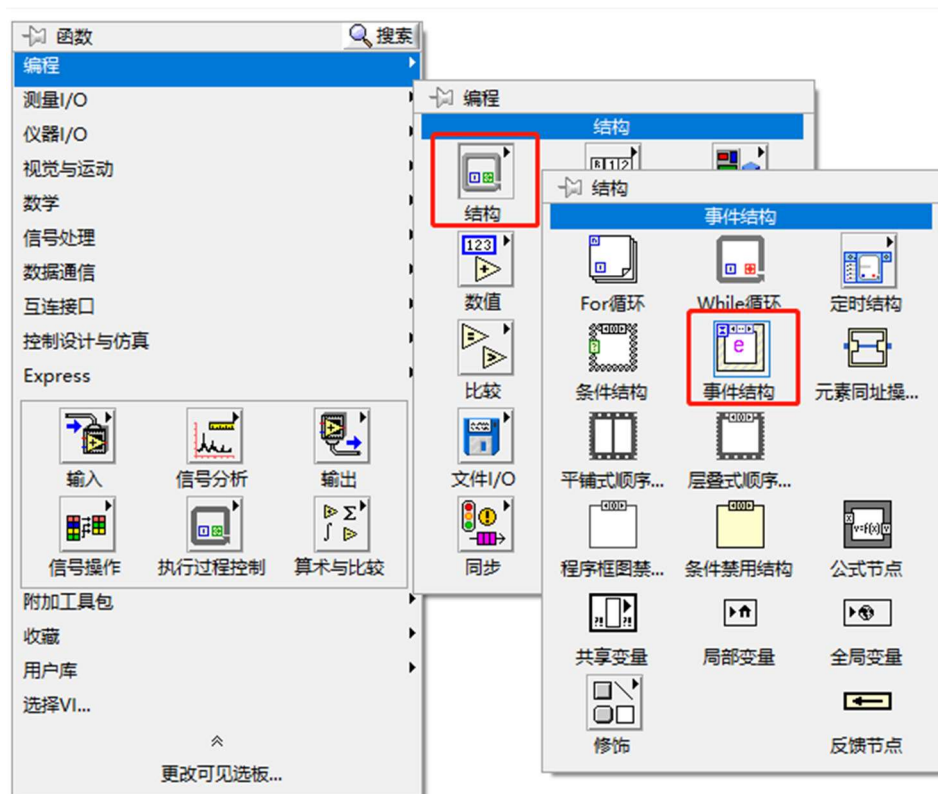 函数
搜索
编程
测量I/O
仪器I/O
视觉与运动
数学
信号处理
数据通信
互连接口
控制设计与仿真
Express
输入 信号分析 输出
信号操作 执行过程控制 算术与比较
附加工具包
收藏
用户库
选择VI...
更改可见选板...
编程
结构
结构
数值
123
比较
文件I/O
同步
结构
事件结构
For循环 While循环 定时结构
条件结构 事件结构 元素同址操...
平铺式顺序... 层叠式顺序...
程序框图禁... 条件禁用结构 公式节点
共享变量 局部变量 全局变量
修饰 反馈节点